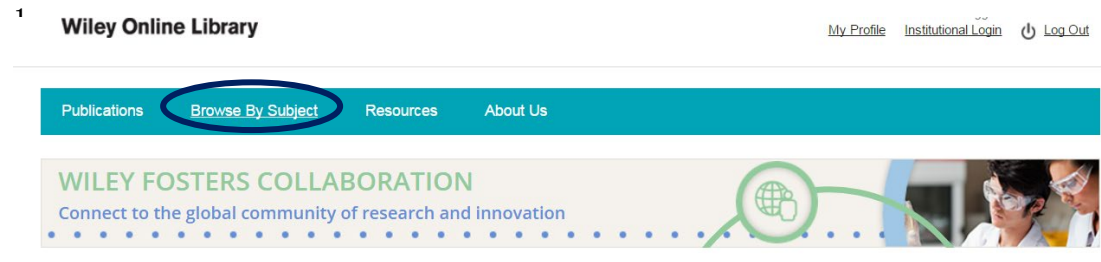 1
Wiley Online Library
My Profile Institutional Login Log Out
Publications Browse By Subject Resources About Us
WILEY FOSTERS COLLABORATION
Connect to the global community of research and innovation